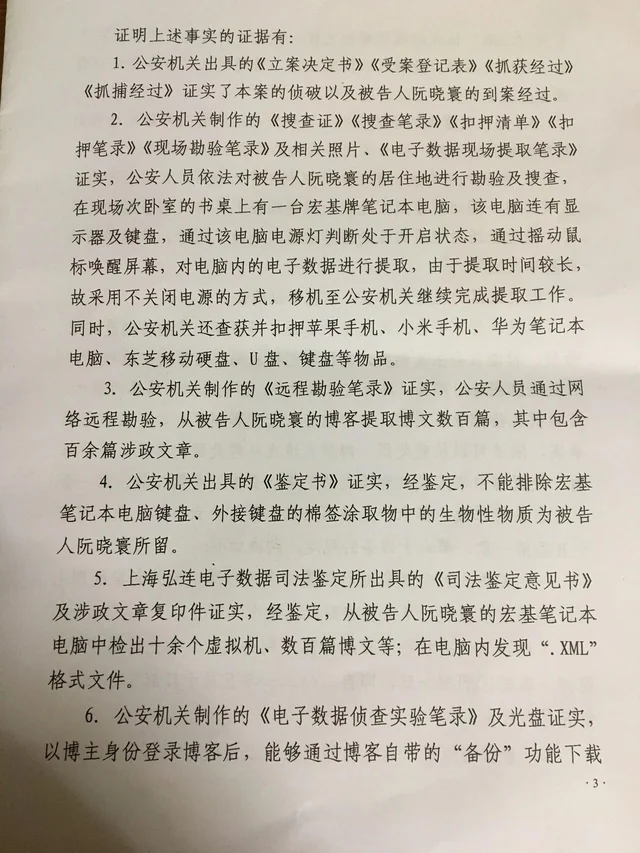 证明上述事实的证据有：
1. 公安机关出具的《立案决定书》《受案登记表》《抓获经过》
《抓捕经过》证实了本案的侦破以及被告人阮晓寰的到案经过。
2. 公安机关制作的《搜查证》《搜查笔录》《扣押清单》《扣
押笔录》《现场勘验笔录》及相关照片、《电子数据现场提取笔录》
证实，公安人员依法对被告人阮晓寰的居住地进行勘验及搜查，
在现场次卧室的书桌上有一台宏基牌笔记本电脑，该电脑连有显
示器及键盘，通过该电脑电源灯判断处于开启状态，通过摇动鼠
标唤醒屏幕，对电脑内的电子数据进行提取，由于提取时间较长，
故采用不关闭电源的方式，移机至公安机关继续完成提取工作。
同时，公安机关还查获并扣押苹果手机、小米手机、华为笔记本
电脑、东芝移动硬盘、U盘、键盘等物品。
3. 公安机关制作的《远程勘验笔录》证实，公安人员通过网
络远程勘验，从被告人阮晓寰的博客提取博文数百篇，其中包含
百余篇涉政文章。
4. 公安机关出具的《鉴定书》证实，经鉴定，不能排除宏基
笔记本电脑键盘、外接键盘的棉签涂取物中的生物性物质为被告
人阮晓寰所留。
5. 上海弘连电子数据司法鉴定所出具的《司法鉴定意见书》
及涉政文章复印件证实，经鉴定，从被告人阮晓寰的宏基笔记本
电脑中检出十余个虚拟机、数百篇博文等；在电脑内发现“.XML”
格式文件。
6. 公安机关制作的《电子数据侦查实验笔录》及光盘证实，
以博主身份登录博客后，能够通过博客自带的“备份”功能下载
·3·